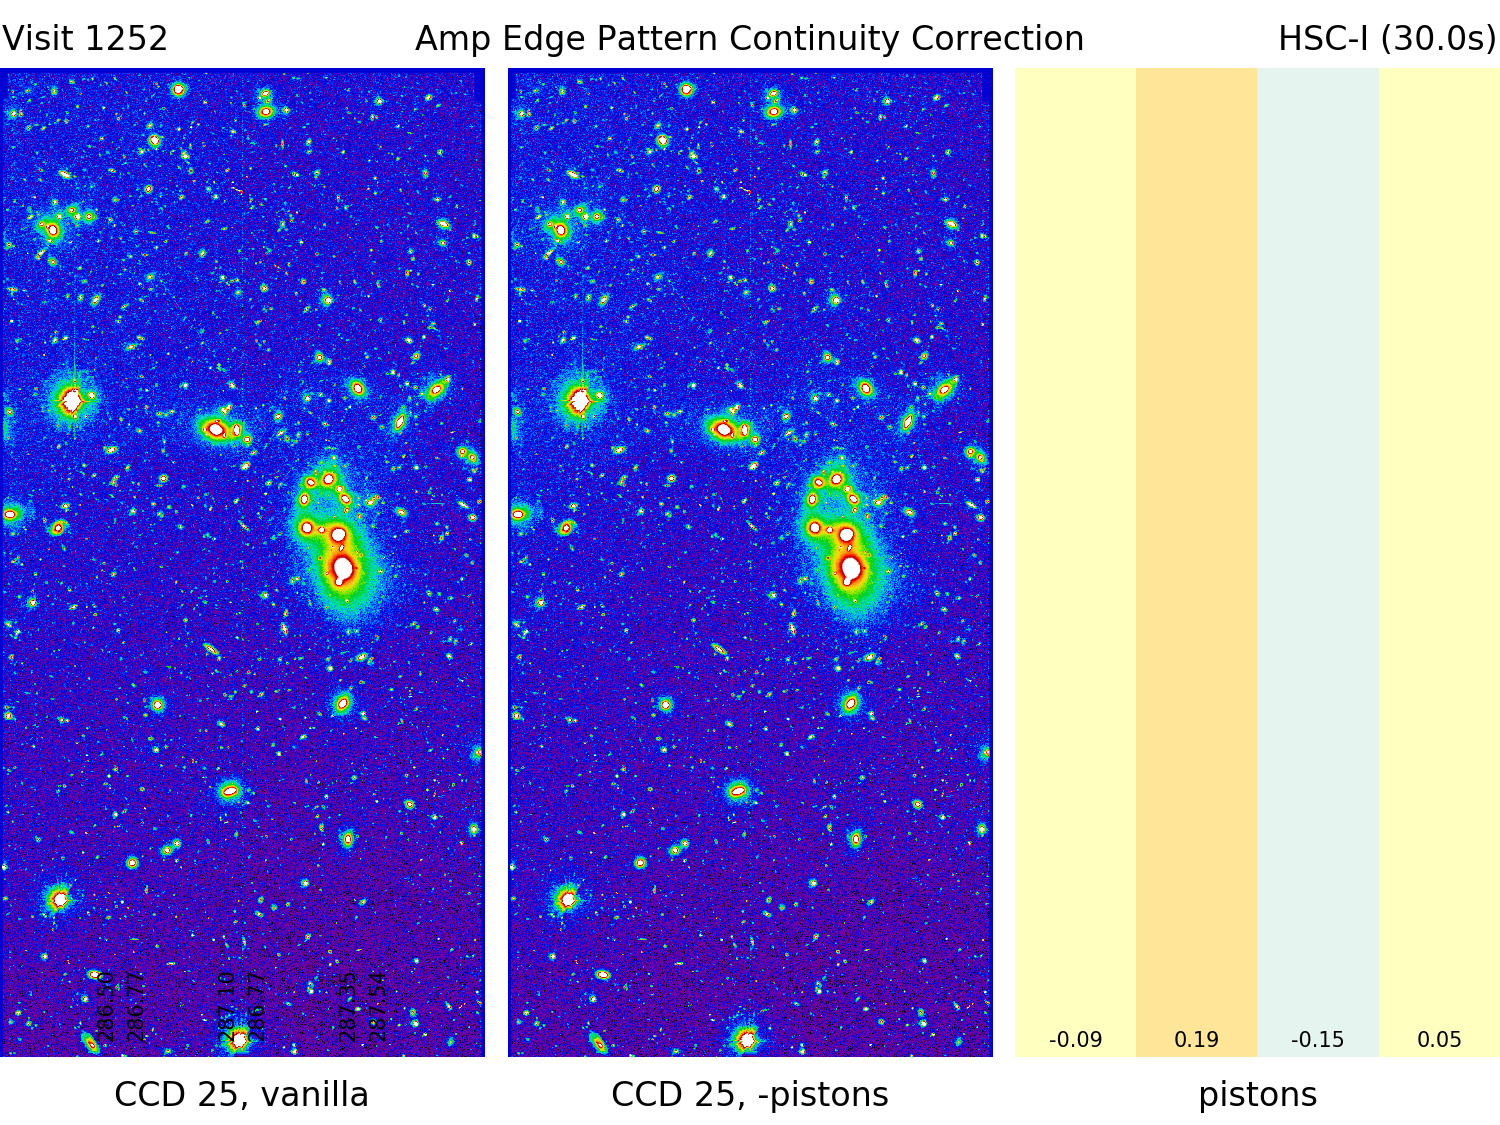 Visit 1252
Amp Edge Pattern Continuity Correction
HSC-I (30.0s)
286.50
286.77
287.10
286.77
287.35
287.54
-0.09
0.19
-0.15
0.05
CCD 25, vanilla
CCD 25, -pistons
pistons